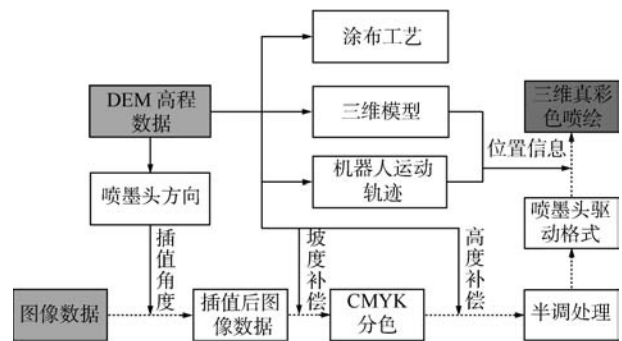 涂布工艺
DEM 高程
数据
三维模型
三维真彩
色喷绘
位置信息
机器人运动
轨迹
喷墨头方向
喷墨头驱
动格式
插值角度
坡度补偿
高度补偿
图像数据
插值后图
像数据
CMYK
分色
半调处理